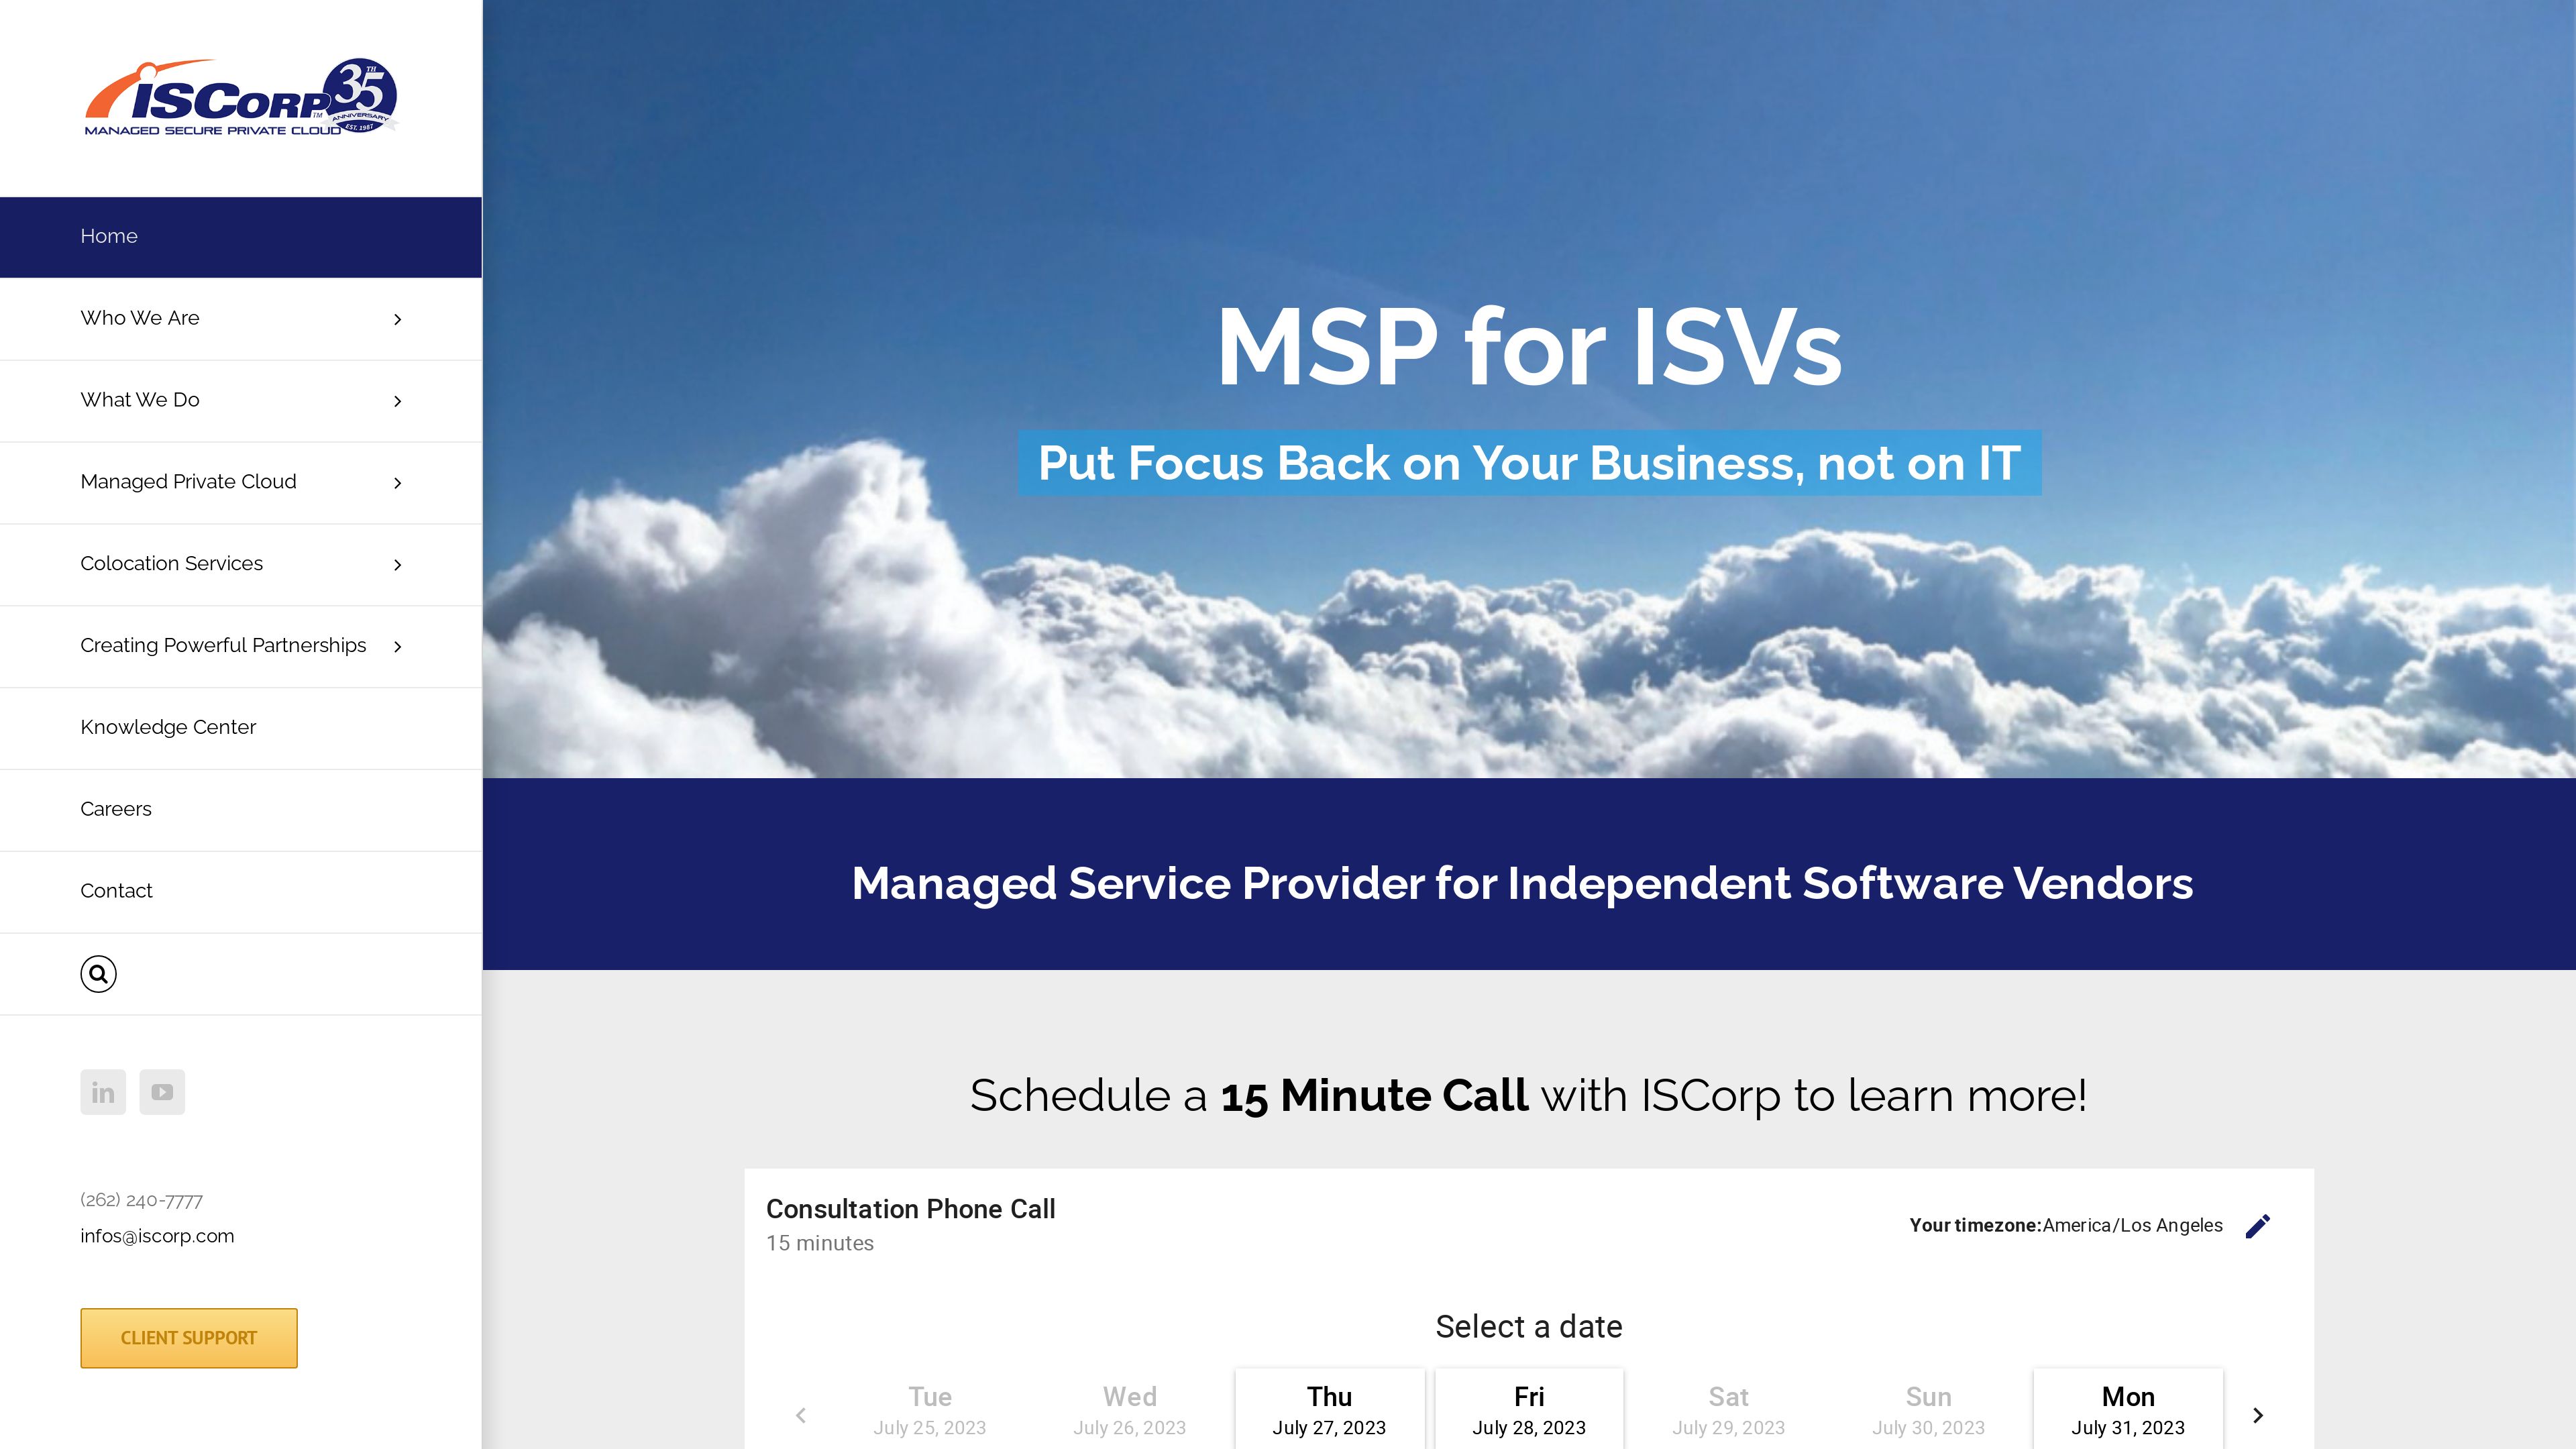 ISCORP TM
MANAGED SECURE PRIVATE CLOUD
35TH
ANNIVERSARY
EST. 1987
Home
Who We Are
What We Do
Managed Private Cloud
Colocation Services
Creating Powerful Partnerships
Knowledge Center
Careers
Contact
in
(262) 240-7777
infos@iscorp.com
CLIENT SUPPORT
MSP for ISVs
Put Focus Back on Your Business, not on IT
Managed Service Provider for Independent Software Vendors
Schedule a 15 Minute Call with ISCorp to learn more!
Consultation Phone Call
15 minutes
Your timezone:America/Los Angeles
Select a date
Tue Wed Thu Fri Sat Sun Mon
July 25, 2023 July 26, 2023 July 27, 2023 July 28, 2023 July 29, 2023 July 30, 2023 July 31, 2023